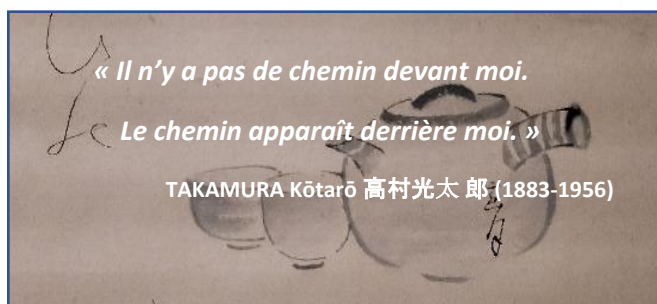 « Il n’y a pas de chemin devant moi.
Le chemin apparaît derrière moi. »
TAKAMURA Kōtarō 高村光太 郎 (1883-1956)